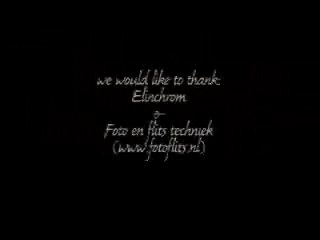 we would like to thank:
Elinchrom
&
Foto en flits techniek
(www.fotoflits.nl)